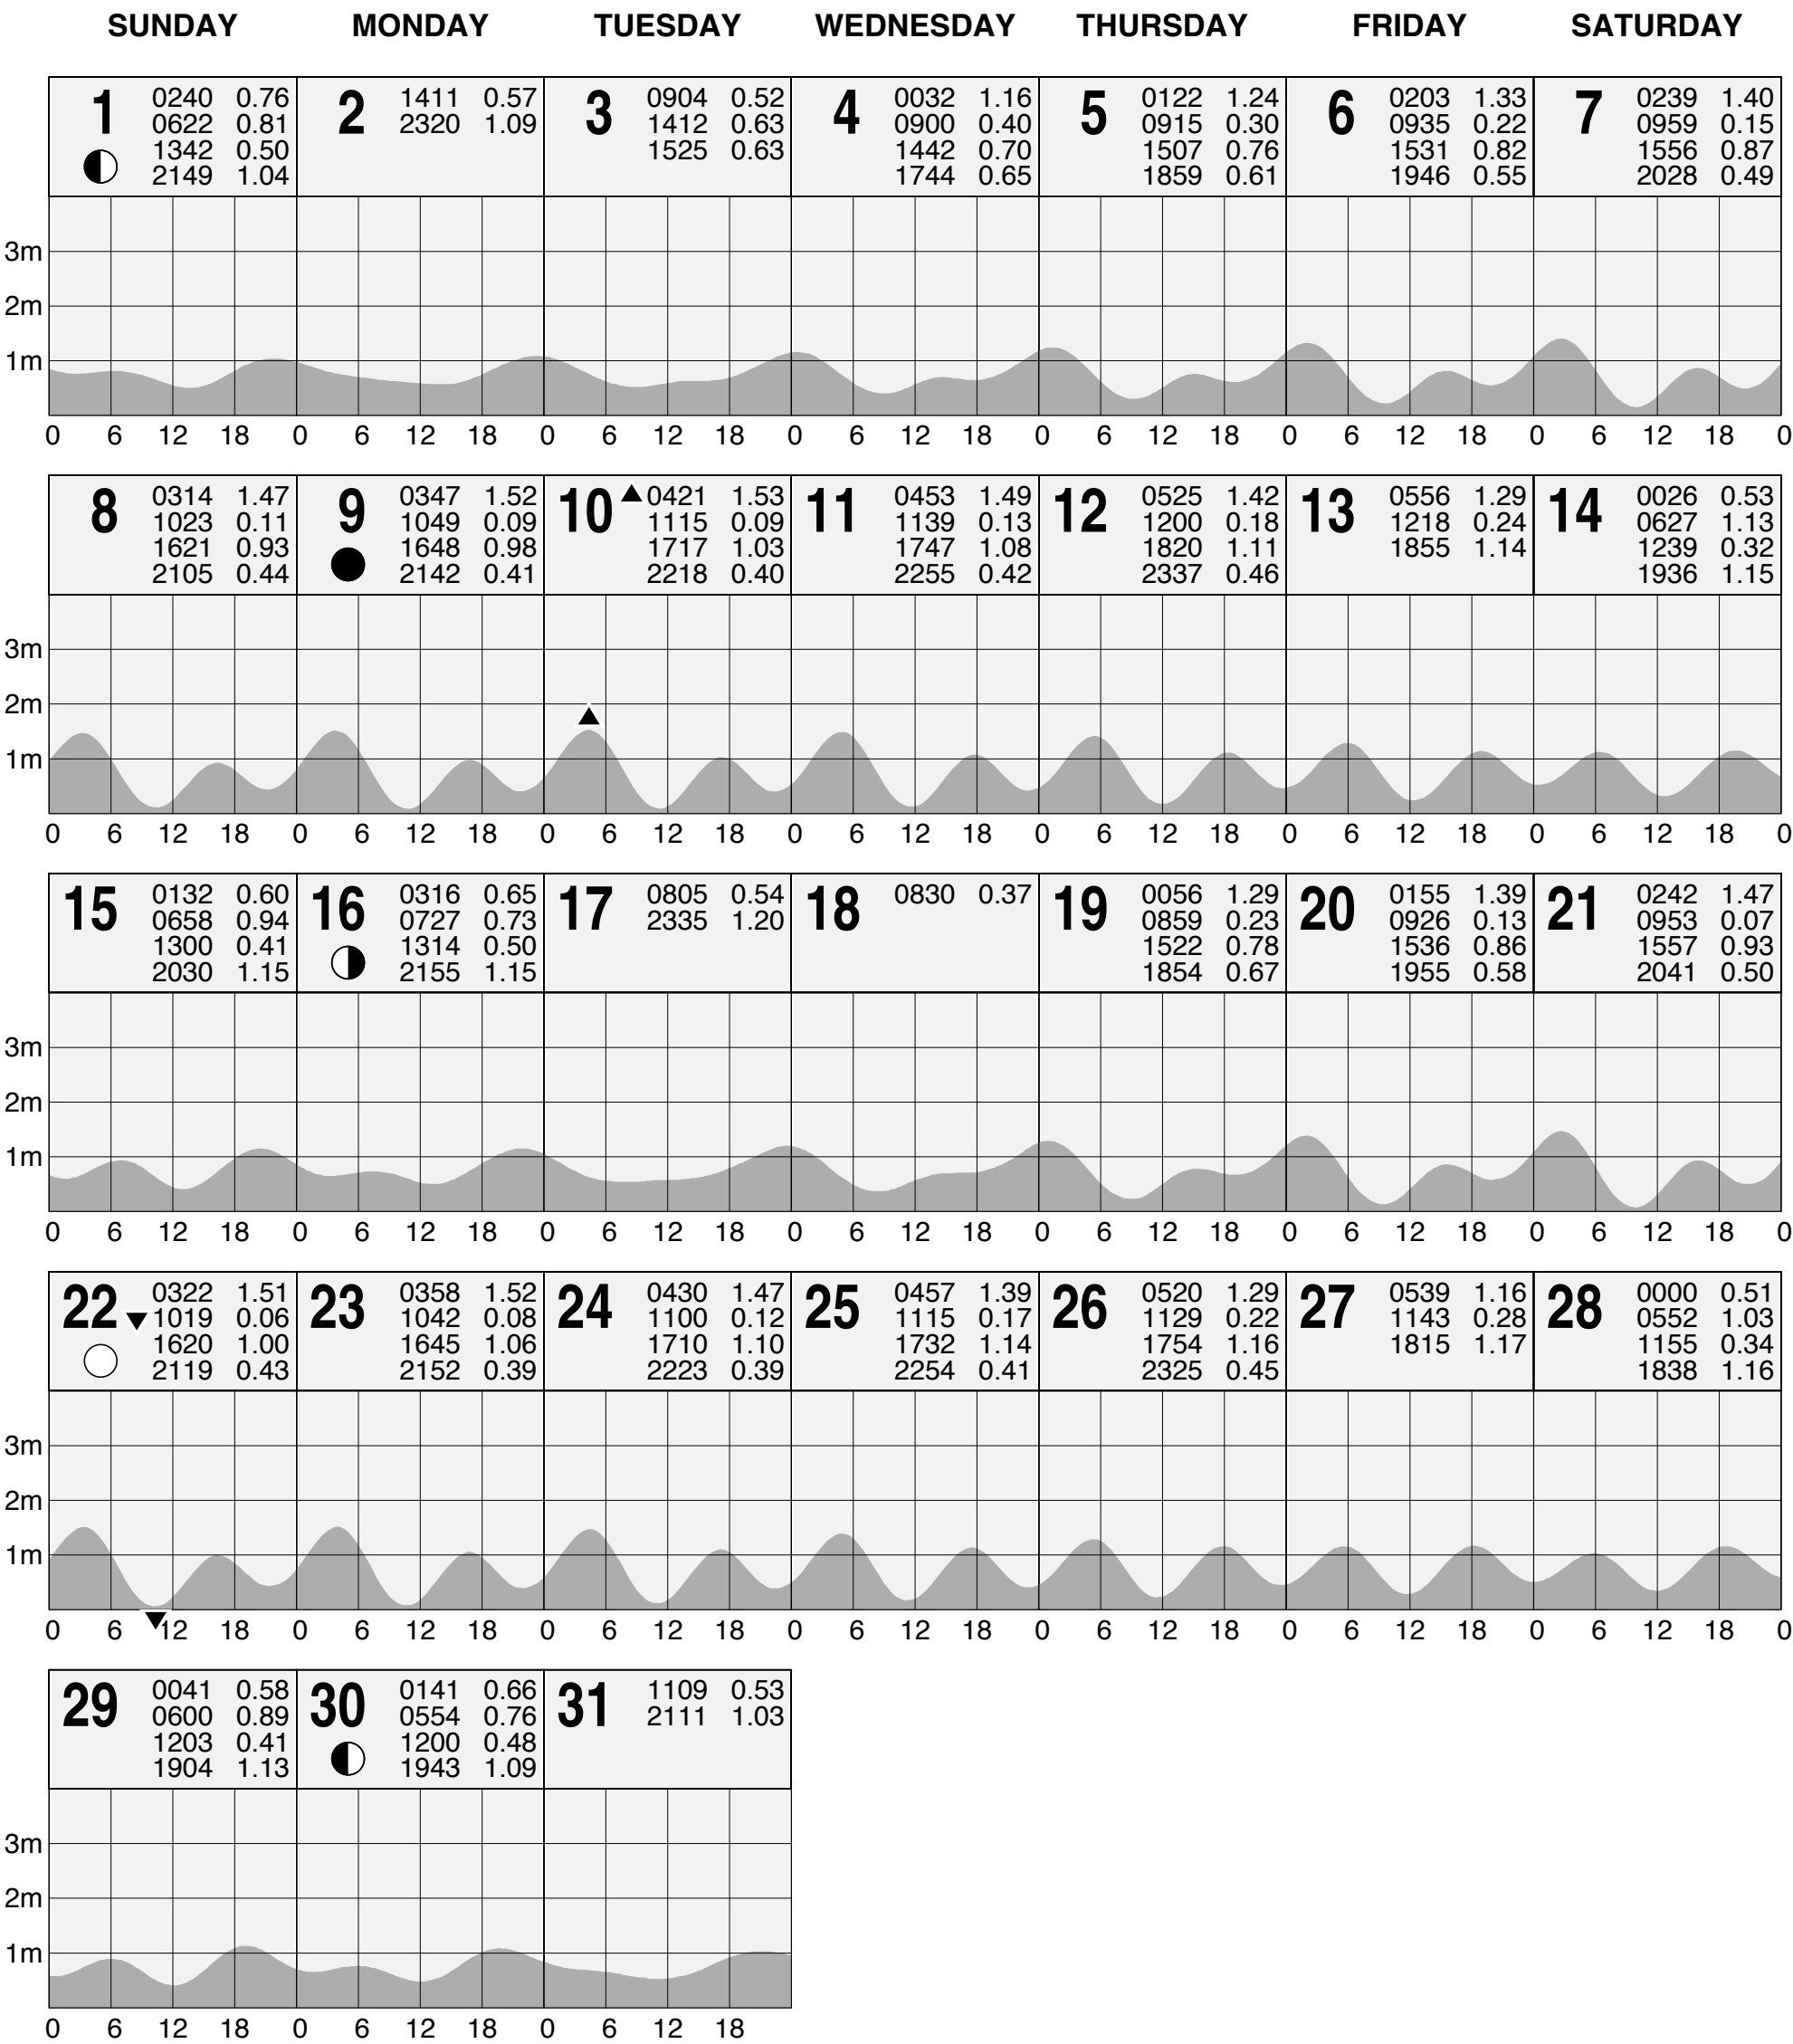 SUNDAY MONDAY TUESDAY WEDNESDAY THURSDAY FRIDAY SATURDAY
1 0240 0.76
0622 0.81
1342 0.50
2149 1.04
2 1411 0.57
2320 1.09
3 0904 0.52
1412 0.63
1525 0.63
4 0032 1.16
0900 0.40
1442 0.70
1744 0.65
5 0122 1.24
0915 0.30
1507 0.76
1859 0.61
6 0203 1.33
0935 0.22
1531 0.82
1946 0.55
7 0239 1.40
0959 0.15
1556 0.87
2028 0.49
3m
2m
1m
0 6 12 18 0 6 12 18 0 6 12 18 0 6 12 18 0 6 12 18 0 6 12 18 0 6 12 18 0
8 0314 1.47
1023 0.11
1621 0.93
2105 0.44
9 0347 1.52
1049 0.09
1648 0.98
2142 0.41
10 0421 1.53
1115 0.09
1717 1.03
2218 0.40
11 0453 1.49
1139 0.13
1747 1.08
2255 0.42
12 0525 1.42
1200 0.18
1820 1.11
2337 0.46
13 0556 1.29
1218 0.24
1855 1.14
14 0026 0.53
0627 1.13
1239 0.32
1936 1.15
3m
2m
1m
0 6 12 18 0 6 12 18 0 6 12 18 0 6 12 18 0 6 12 18 0 6 12 18 0 6 12 18 0
15 0132 0.60
0658 0.94
1300 0.41
2030 1.15
16 0316 0.65
0727 0.73
1314 0.50
2155 1.15
17 0805 0.54
2335 1.20
18 0830 0.37
19 0056 1.29
0859 0.23
1522 0.78
1854 0.67
20 0155 1.39
0926 0.13
1536 0.86
1955 0.58
21 0242 1.47
0953 0.07
1557 0.93
2041 0.50
3m
2m
1m
0 6 12 18 0 6 12 18 0 6 12 18 0 6 12 18 0 6 12 18 0 6 12 18 0 6 12 18 0
22 0322 1.51
1019 0.06
1620 1.00
2119 0.43
23 0358 1.52
1042 0.08
1645 1.06
2152 0.39
24 0430 1.47
1100 0.12
1710 1.10
2223 0.39
25 0457 1.39
1115 0.17
1732 1.14
2254 0.41
26 0520 1.29
1129 0.22
1754 1.16
2325 0.45
27 0539 1.16
1143 0.28
1815 1.17
28 0000 0.51
0552 1.03
1155 0.34
1838 1.16
3m
2m
1m
0 6 12 18 0 6 12 18 0 6 12 18 0 6 12 18 0 6 12 18 0 6 12 18 0 6 12 18 0
29 0041 0.58
0600 0.89
1203 0.41
1904 1.13
30 0141 0.66
0554 0.76
1200 0.48
1943 1.09
31 1109 0.53
2111 1.03
3m
2m
1m
0 6 12 18 0 6 12 18 0 6 12 18